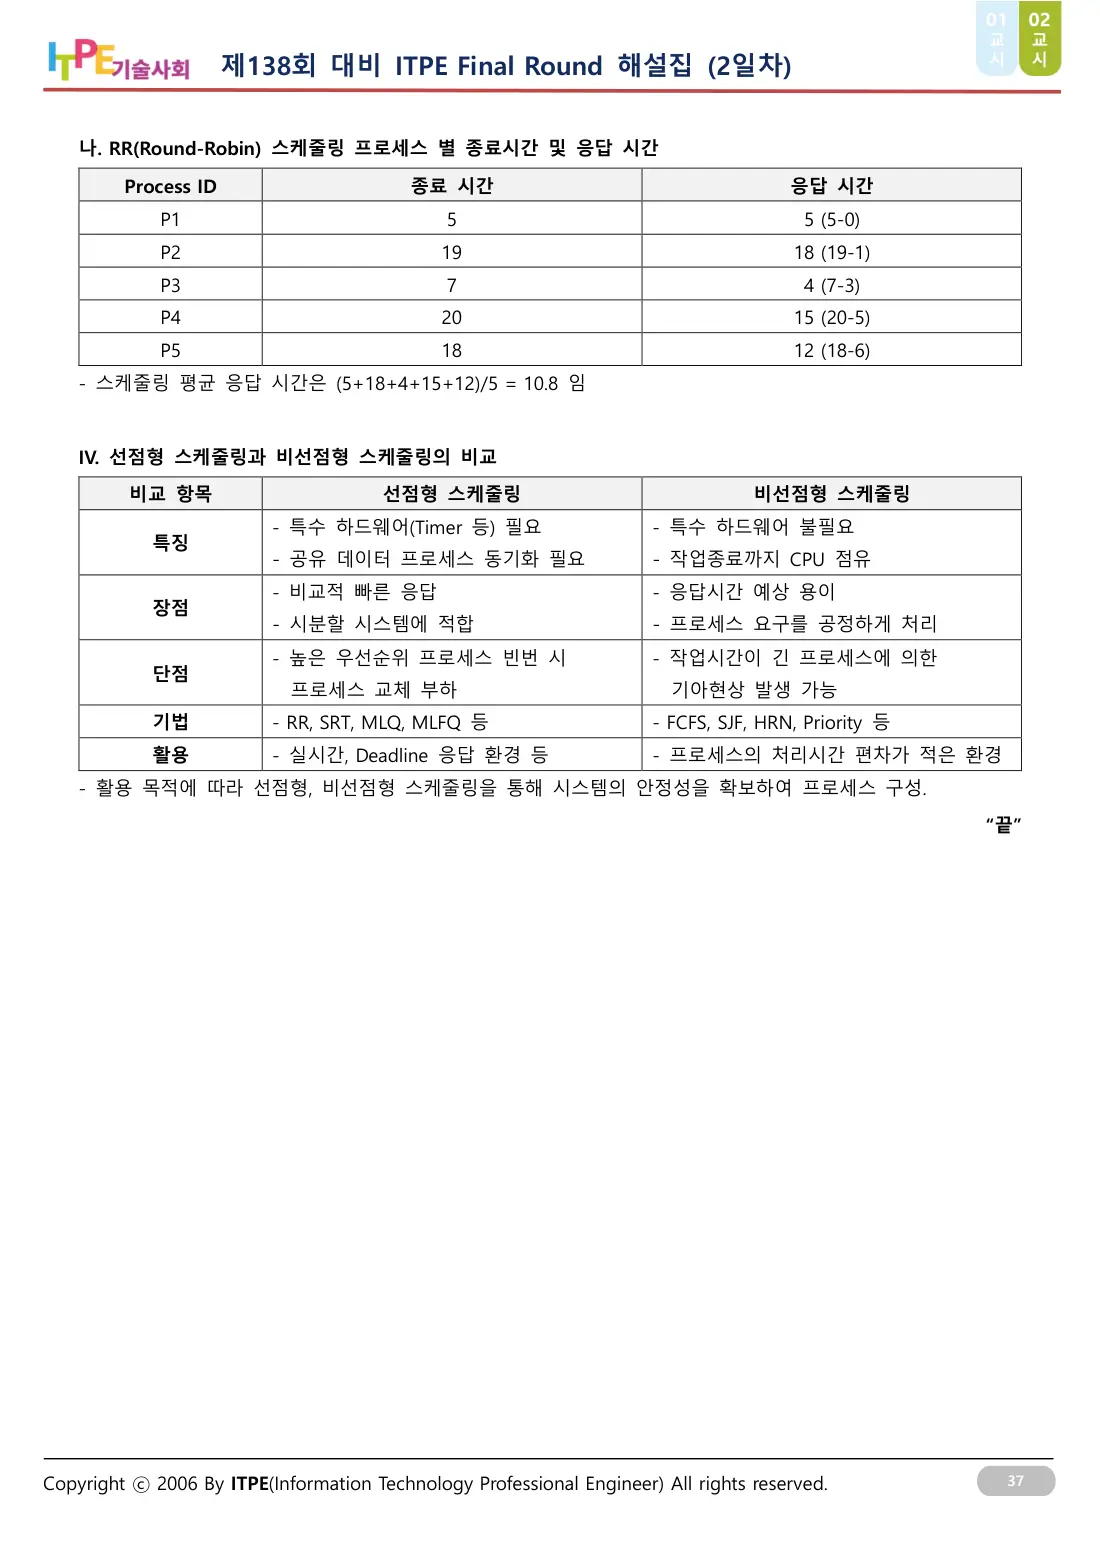 ITPE기술사회 제138회 대비 ITPE Final Round 해설집 (2일차)
01 교 시
02 교 시
나. RR(Round-Robin) 스케줄링 프로세스 별 종료시간 및 응답 시간
Process ID 종료 시간 응답 시간
P1 5 5 (5-0)
P2 19 18 (19-1)
P3 7 4 (7-3)
P4 20 15 (20-5)
P5 18 12 (18-6)
- 스케줄링 평균 응답 시간은 (5+18+4+15+12)/5 = 10.8 임
IV. 선점형 스케줄링과 비선점형 스케줄링의 비교
비교 항목 선점형 스케줄링 비선점형 스케줄링
특징
- 특수 하드웨어(Timer 등) 필요
- 공유 데이터 프로세스 동기화 필요
- 특수 하드웨어 불필요
- 작업종료까지 CPU 점유
장점
- 비교적 빠른 응답
- 시분할 시스템에 적합
- 응답시간 예상 용이
- 프로세스 요구를 공정하게 처리
단점
- 높은 우선순위 프로세스 빈번 시
프로세스 교체 부하
- 작업시간이 긴 프로세스에 의한
기아현상 발생 가능
기법 - RR, SRT, MLQ, MLFQ 등 - FCFS, SJF, HRN, Priority 등
활용 - 실시간, Deadline 응답 환경 등 - 프로세스의 처리시간 편차가 적은 환경
- 활용 목적에 따라 선점형, 비선점형 스케줄링을 통해 시스템의 안정성을 확보하여 프로세스 구성.
“끝”
Copyright ⓒ 2006 By ITPE(Information Technology Professional Engineer) All rights reserved.
37